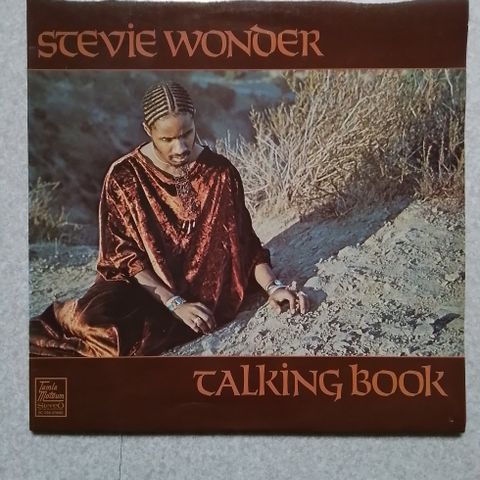 STEVIE WONDER
TALKING BOOK
Tamla
Motown
Stereo